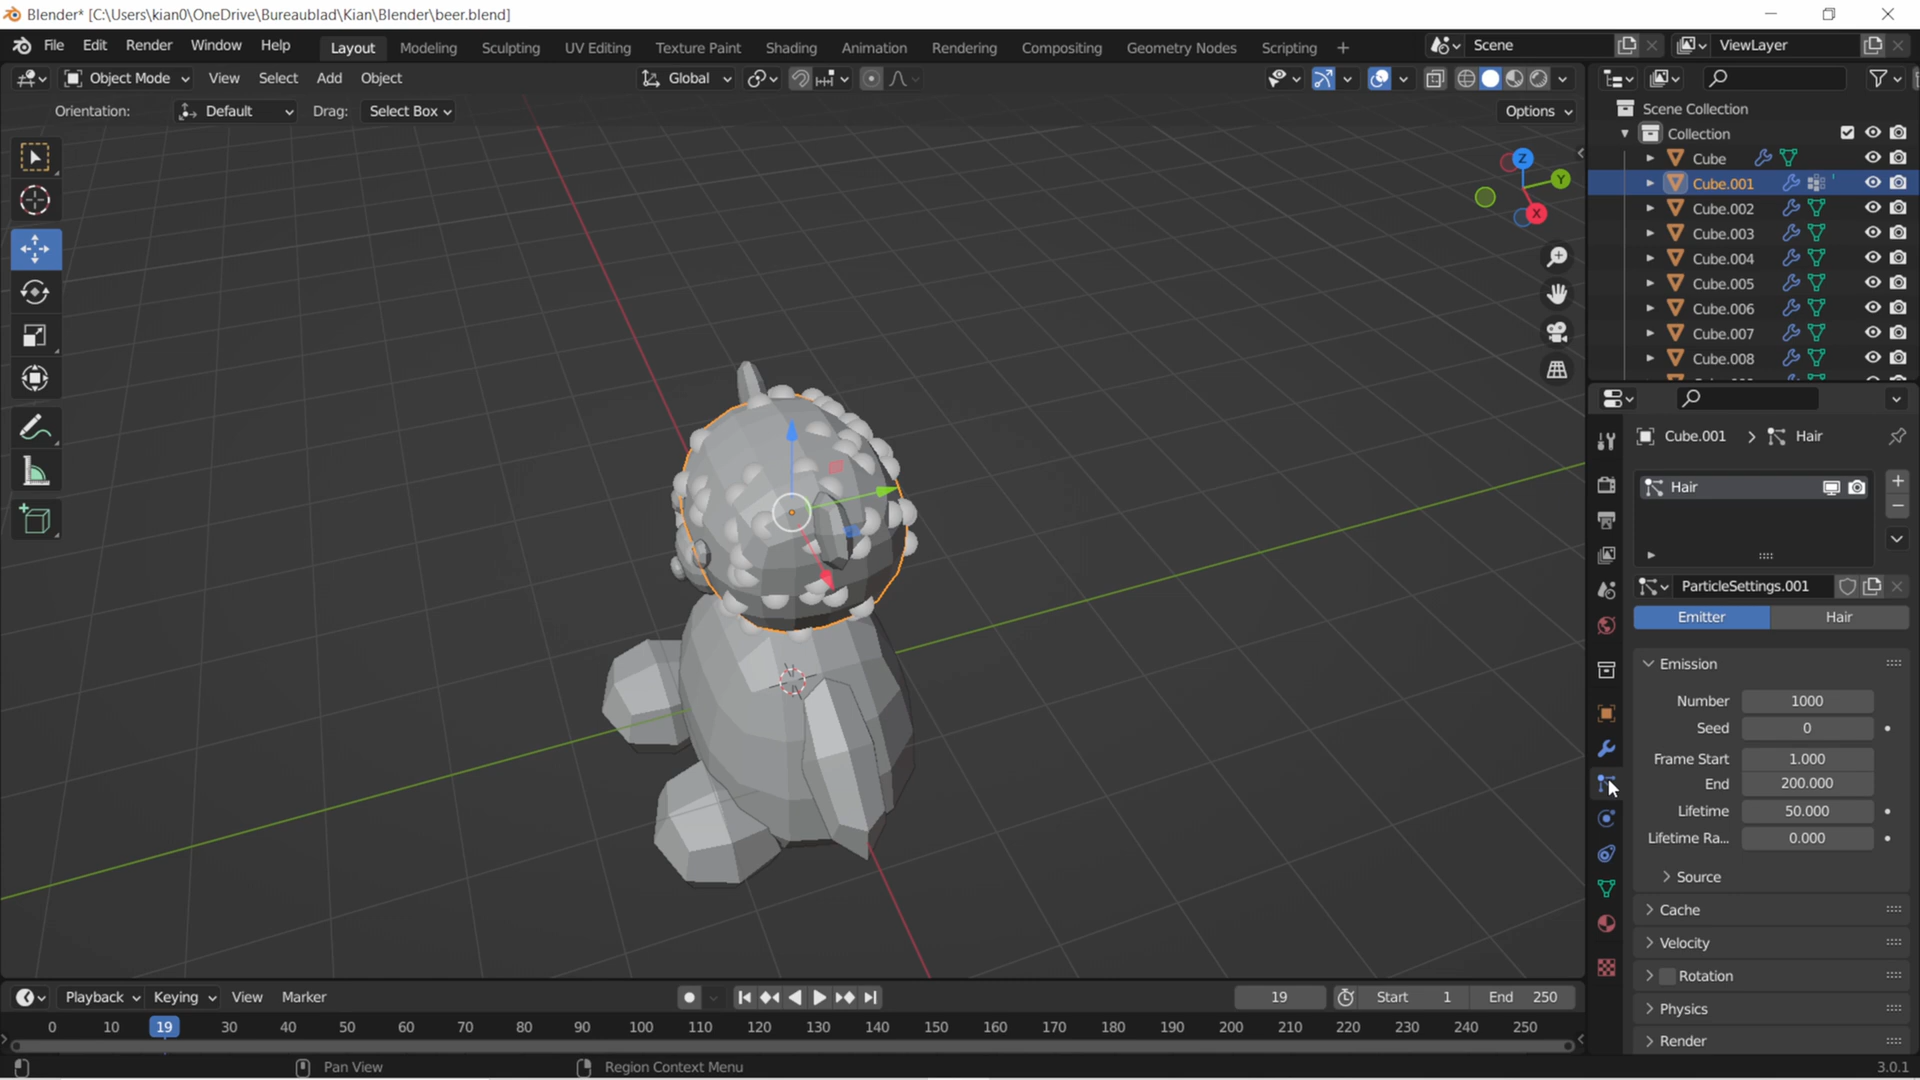 Blender* [C:\Users\kian0\OneDrive\Bureaublad\Kian\Blender\beer.blend]
File Edit Render Window Help Layout Modeling Sculpting UV Editing Texture Paint Shading Animation Rendering Compositing Geometry Nodes Scripting + Scene ViewLayer
Object Mode View Select Add Object Global
Orientation: Default Drag: Select Box Options
Scene Collection
Collection
Cube
Cube.001
Cube.002
Cube.003
Cube.004
Cube.005
Cube.006
Cube.007
Cube.008
Z
Y
X
Cube.001 > Hair
Hair
ParticleSettings.001
Emitter Hair
Emission
Number 1000
Seed 0
Frame Start 1.000
End 200.000
Lifetime 50.000
Lifetime Ra... 0.000
Source
Cache
Velocity
Rotation
Physics
Render
Playback Keying View Marker 19 Start 1 End 250
0 10 19 30 40 50 60 70 80 90 100 110 120 130 140 150 160 170 180 190 200 210 220 230 240 250
Pan View Region Context Menu 3.0.1